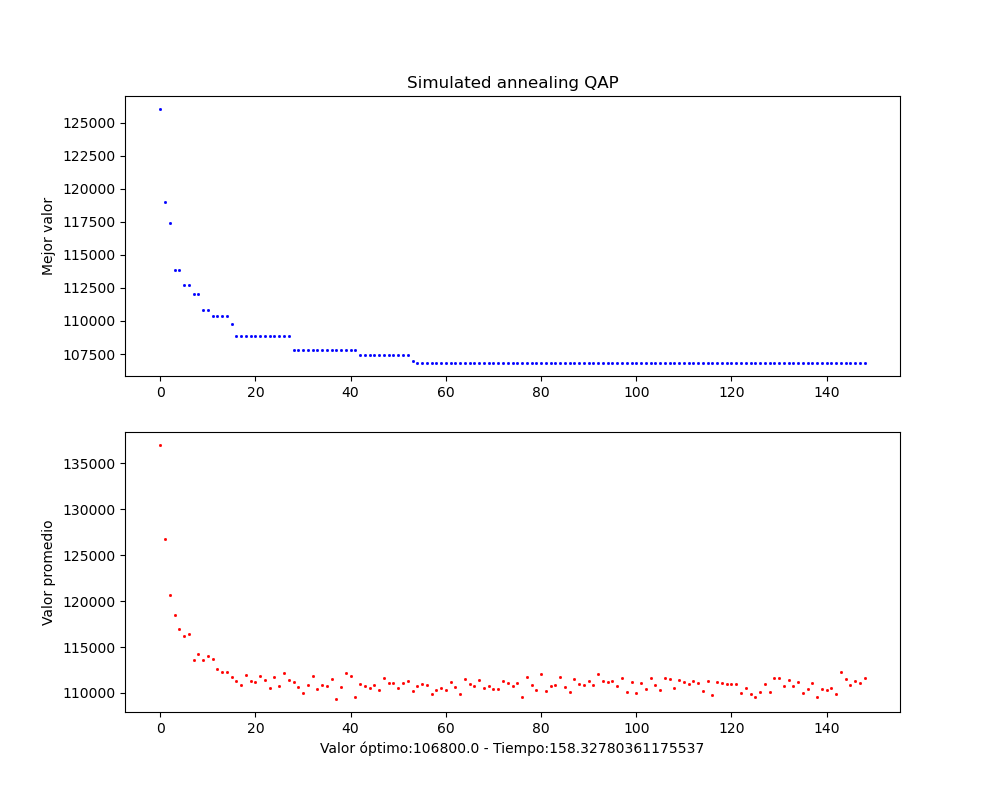 Simulated annealing QAP
Mejor valor
125000
122500
120000
117500
115000
112500
110000
107500
0 20 40 60 80 100 120 140
Valor promedio
135000
130000
125000
120000
115000
110000
0 20 40 60 80 100 120 140
Valor óptimo:106800.0 - Tiempo:158.32780361175537